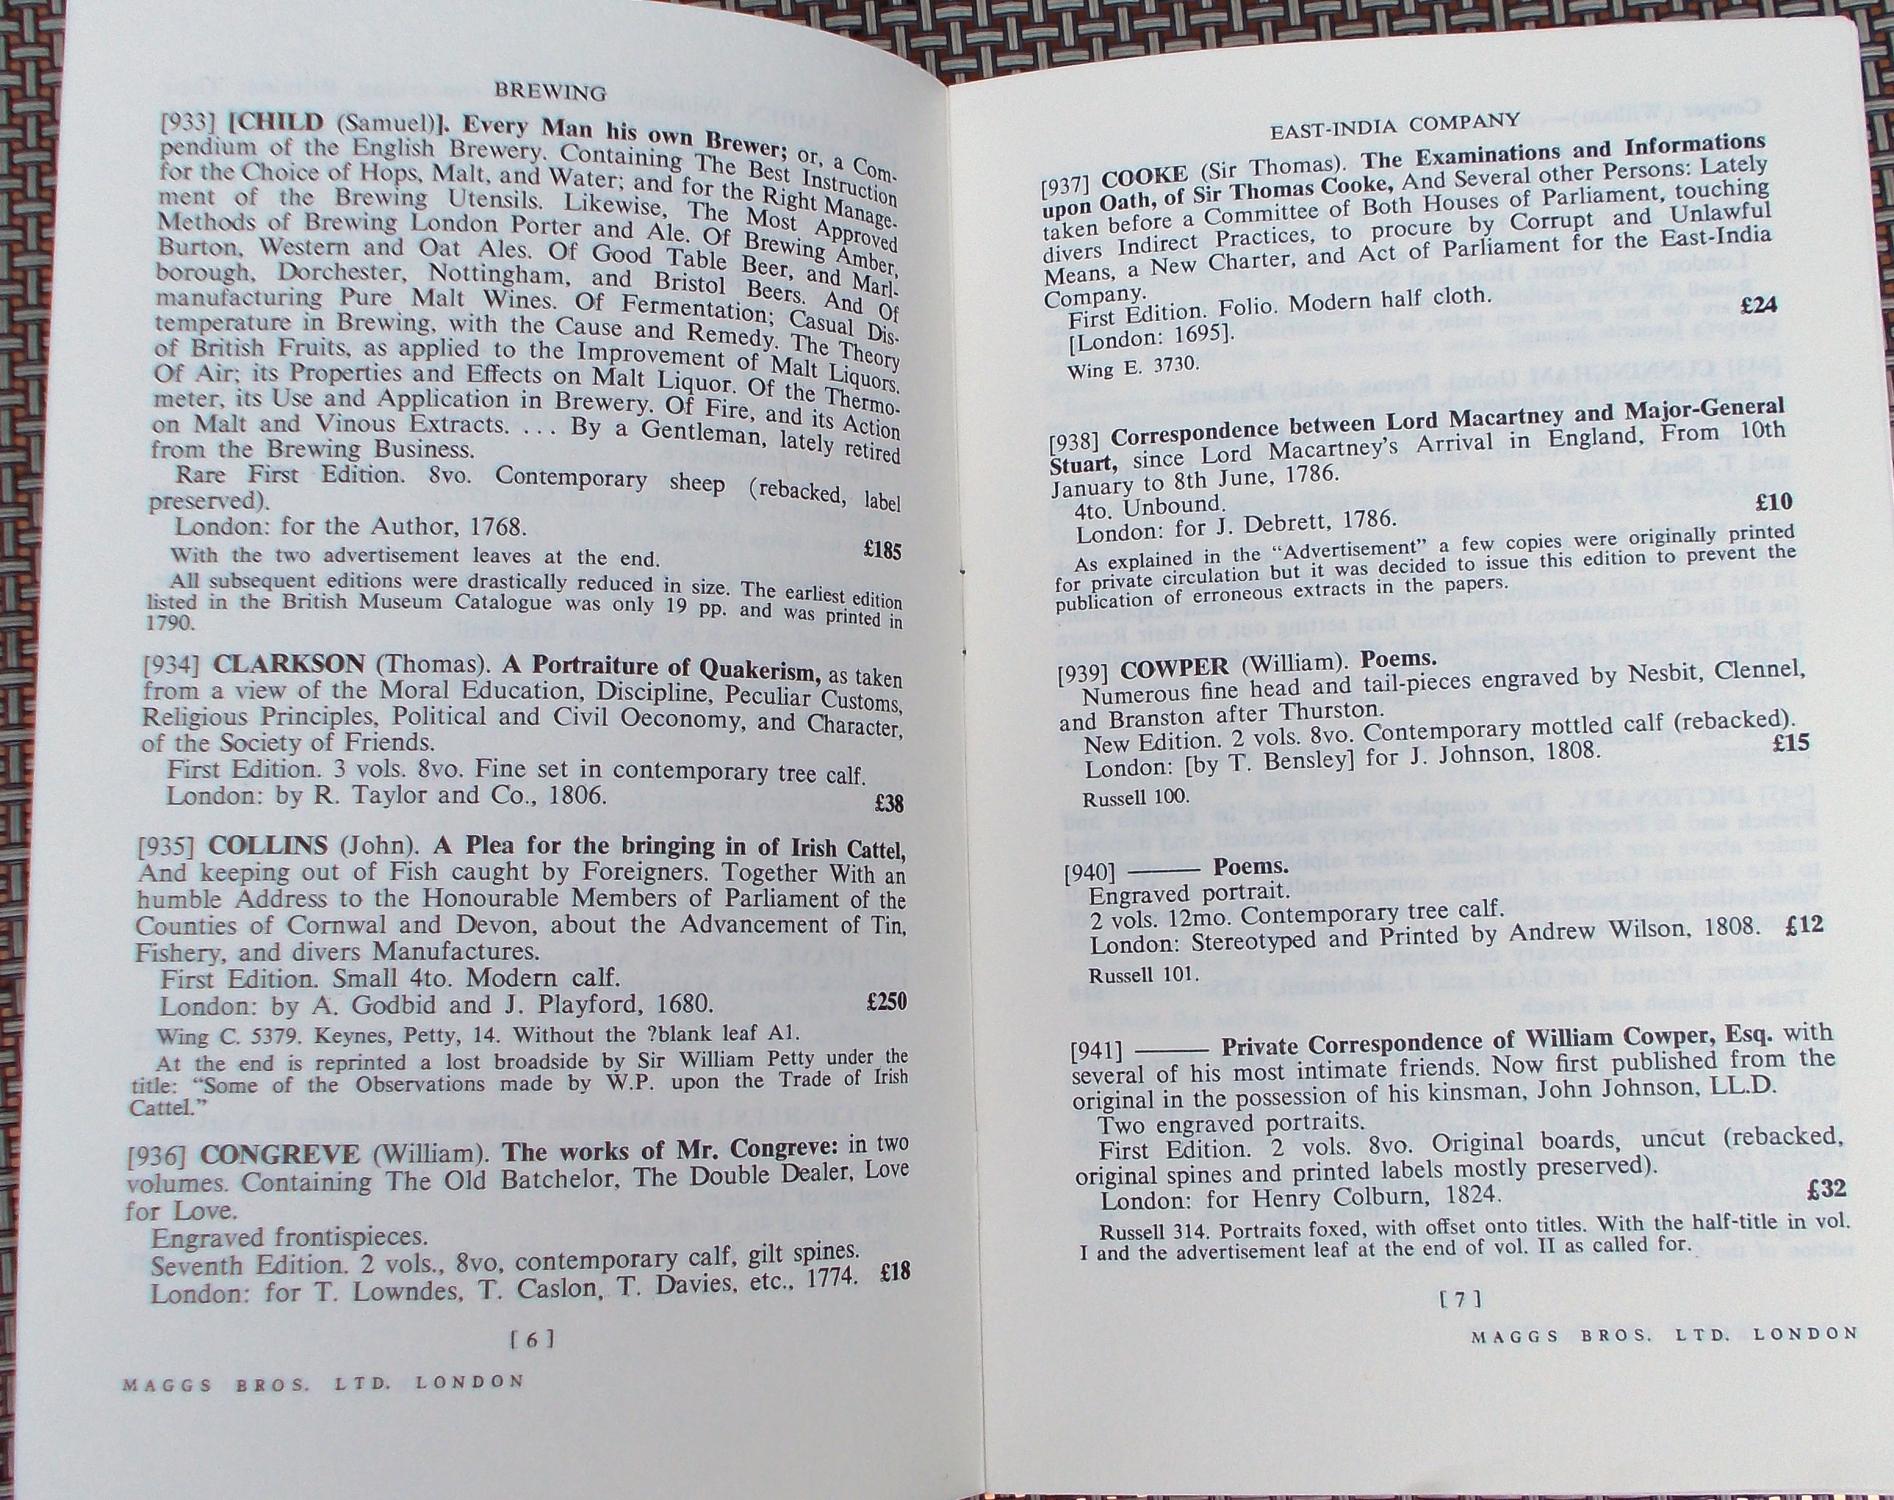 BREWING
[933] [CHILD (Samuel)]. Every Man his own Brewer; or, a Com-
pendium of the English Brewery. Containing The Best Instruction
for the Choice of Hops, Malt, and Water; and for the Right Manage-
ment of the Brewing Utensils. Likewise, The Most Approved
Methods of Brewing London Porter and Ale. Of Brewing Amber,
Burton, Western and Oat Ales. Of Good Table Beer, and Marl-
borough, Dorchester, Nottingham, and Bristol Beers. And Of
manufacturing Pure Malt Wines. Of Fermentation; Casual Dis-
temperature in Brewing, with the Cause and Remedy. The Theory
of British Fruits, as applied to the Improvement of Malt Liquors.
Of Air; its Properties and Effects on Malt Liquor. Of the Thermo-
meter, its Use and Application in Brewery. Of Fire, and its Action
on Malt and Vinous Extracts. . . . By a Gentleman, lately retired
from the Brewing Business.
Rare First Edition. 8vo. Contemporary sheep (rebacked, label
preserved).
London: for the Author, 1768. £185
With the two advertisement leaves at the end.
All subsequent editions were drastically reduced in size. The earliest edition
listed in the British Museum Catalogue was only 19 pp. and was printed in
1790.
[934] CLARKSON (Thomas). A Portraiture of Quakerism, as taken
from a view of the Moral Education, Discipline, Peculiar Customs,
Religious Principles, Political and Civil Oeconomy, and Character,
of the Society of Friends.
First Edition. 3 vols. 8vo. Fine set in contemporary tree calf.
London: by R. Taylor and Co., 1806. £38
[935] COLLINS (John). A Plea for the bringing in of Irish Cattel,
And keeping out of Fish caught by Foreigners. Together With an
humble Address to the Honourable Members of Parliament of the
Counties of Cornwal and Devon, about the Advancement of Tin,
Fishery, and divers Manufactures.
First Edition. Small 4to. Modern calf.
London: by A. Godbid and J. Playford, 1680. £250
Wing C. 5379. Keynes, Petty, 14. Without the ?blank leaf A1.
At the end is reprinted a lost broadside by Sir William Petty under the
title: "Some of the Observations made by W.P. upon the Trade of Irish
Cattel."
[936] CONGREVE (William). The works of Mr. Congreve: in two
volumes. Containing The Old Batchelor, The Double Dealer, Love
for Love.
Engraved frontispieces.
Seventh Edition. 2 vols., 8vo, contemporary calf, gilt spines.
London: for T. Lowndes, T. Caslon, T. Davies, etc., 1774. £18
[ 6 ]
MAGGS BROS. LTD. LONDON
EAST-INDIA COMPANY
[937] COOKE (Sir Thomas). The Examinations and Informations
upon Oath, of Sir Thomas Cooke, And Several other Persons: Lately
taken before a Committee of Both Houses of Parliament, touching
divers Indirect Practices, to procure by Corrupt and Unlawful
Means, a New Charter, and Act of Parliament for the East-India
Company.
First Edition. Folio. Modern half cloth. £24
[London: 1695].
Wing E. 3730.
[938] Correspondence between Lord Macartney and Major-General
Stuart, since Lord Macartney's Arrival in England, From 10th
January to 8th June, 1786.
4to. Unbound. £10
London: for J. Debrett, 1786.
As explained in the "Advertisement" a few copies were originally printed
for private circulation but it was decided to issue this edition to prevent the
publication of erroneous extracts in the papers.
[939] COWPER (William). Poems.
Numerous fine head and tail-pieces engraved by Nesbit, Clennel,
and Branston after Thurston.
New Edition. 2 vols. 8vo. Contemporary mottled calf (rebacked).
London: [by T. Bensley] for J. Johnson, 1808. £15
Russell 100.
[940] ——— Poems.
Engraved portrait.
2 vols. 12mo. Contemporary tree calf.
London: Stereotyped and Printed by Andrew Wilson, 1808. £12
Russell 101.
[941] ——— Private Correspondence of William Cowper, Esq. with
several of his most intimate friends. Now first published from the
original in the possession of his kinsman, John Johnson, LL.D.
Two engraved portraits.
First Edition. 2 vols. 8vo. Original boards, uncut (rebacked,
original spines and printed labels mostly preserved).
London: for Henry Colburn, 1824. £32
Russell 314. Portraits foxed, with offset onto titles. With the half-title in vol.
I and the advertisement leaf at the end of vol. II as called for.
[ 7 ]
MAGGS BROS. LTD. LONDON